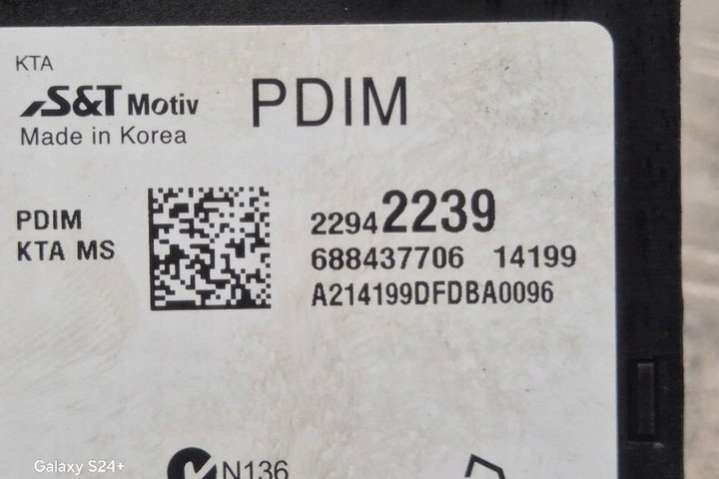 KTA
S&T Motiv PDIM
Made in Korea
PDIM 22942239
KTA MS 688437706 14199
A214199DFDBA0096
N136
Galaxy S24+